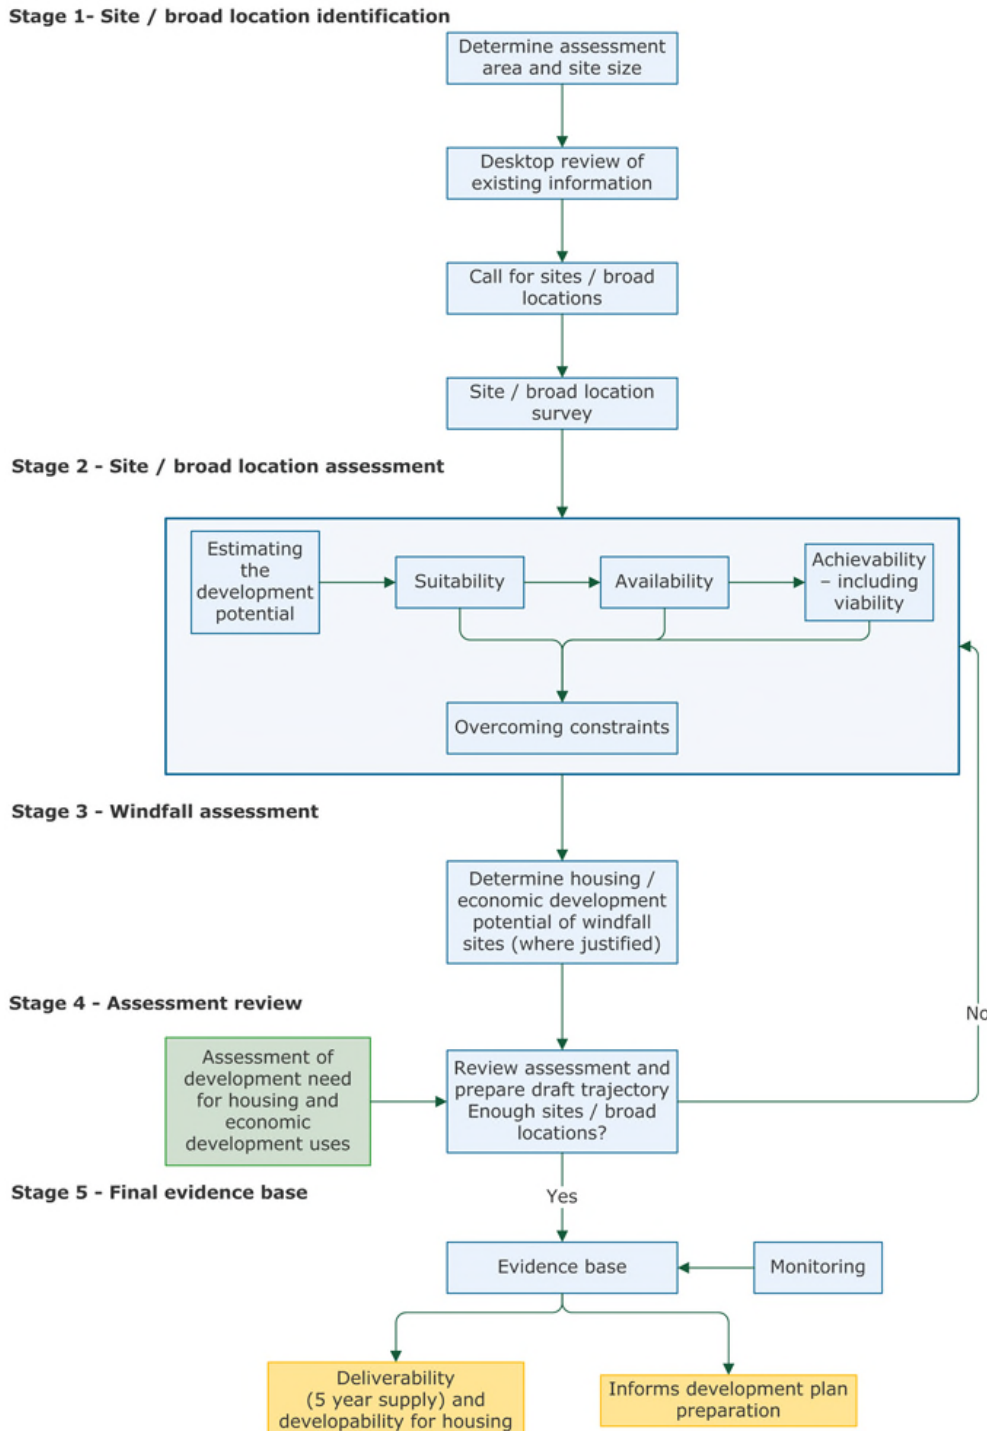 Stage 1- Site / broad location identification
Determine assessment
area and site size
Desktop review of
existing information
Call for sites / broad
locations
Site / broad location
survey
Stage 2 - Site / broad location assessment
Estimating
the
development
potential
Suitability
Availability
Achievability
– including
viability
Overcoming constraints
Stage 3 - Windfall assessment
Determine housing /
economic development
potential of windfall
sites (where justified)
Stage 4 - Assessment review
No
Assessment of
development need
for housing and
economic
development uses
Review assessment and
prepare draft trajectory
Enough sites / broad
locations?
Stage 5 - Final evidence base
Yes
Evidence base
Monitoring
Deliverability
(5 year supply) and
developability for housing
Informs development plan
preparation